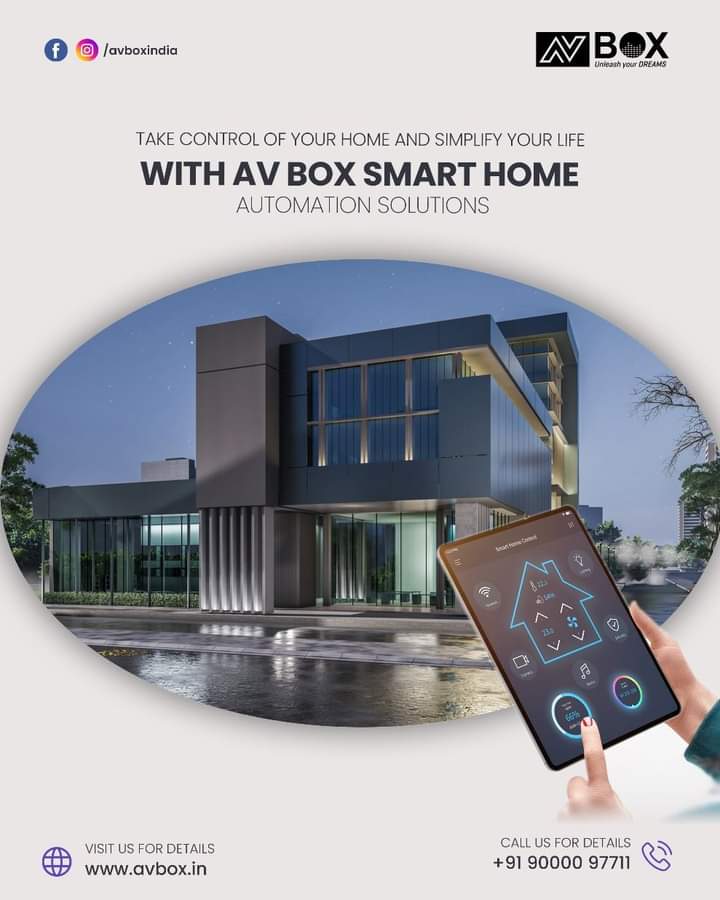 /avboxindia
AV BOX
Unleash your DREAMS
TAKE CONTROL OF YOUR HOME AND SIMPLIFY YOUR LIFE
WITH AV BOX SMART HOME
AUTOMATION SOLUTIONS
Smart Home Control
66%
VISIT US FOR DETAILS
www.avbox.in
CALL US FOR DETAILS
+91 90000 97711